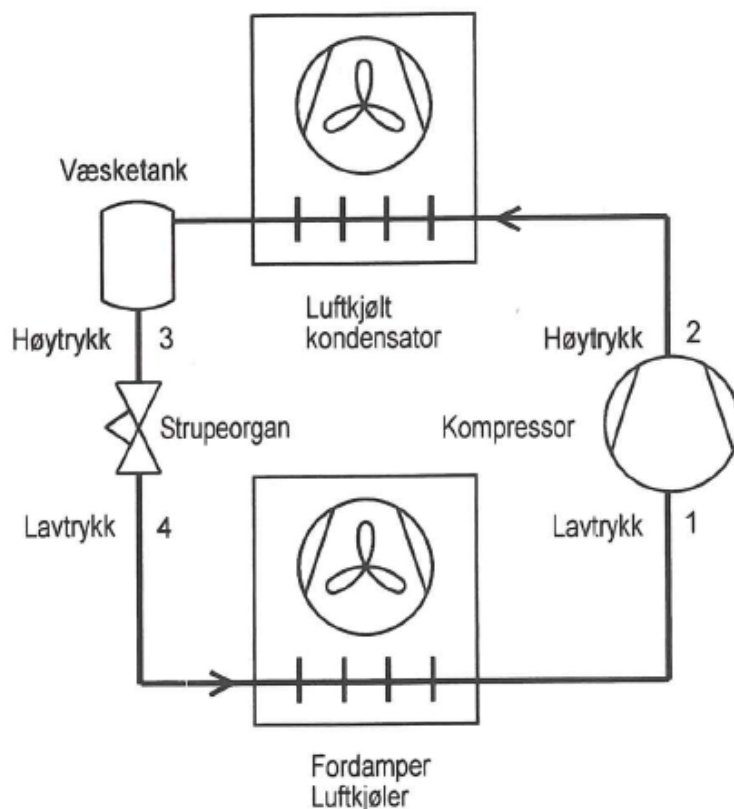 Væsketank
Luftkjølt
kondensator
Høytrykk 3
Høytrykk 2
Strupeorgan
Kompressor
Lavtrykk 4
Lavtrykk 1
Fordamper
Luftkjøler